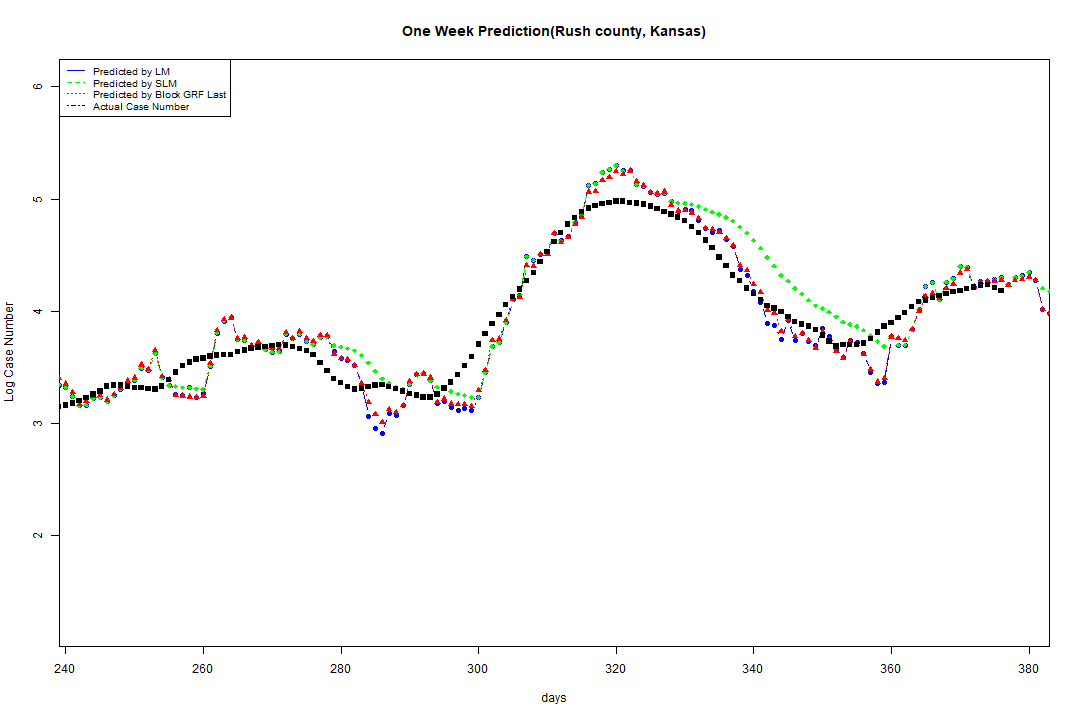 One Week Prediction(Rush county, Kansas)
Predicted by LM
Predicted by SLM
Predicted by Block GRF Last
Actual Case Number
6
5
4
3
2
Log Case Number
240 260 280 300 320 340 360 380
days